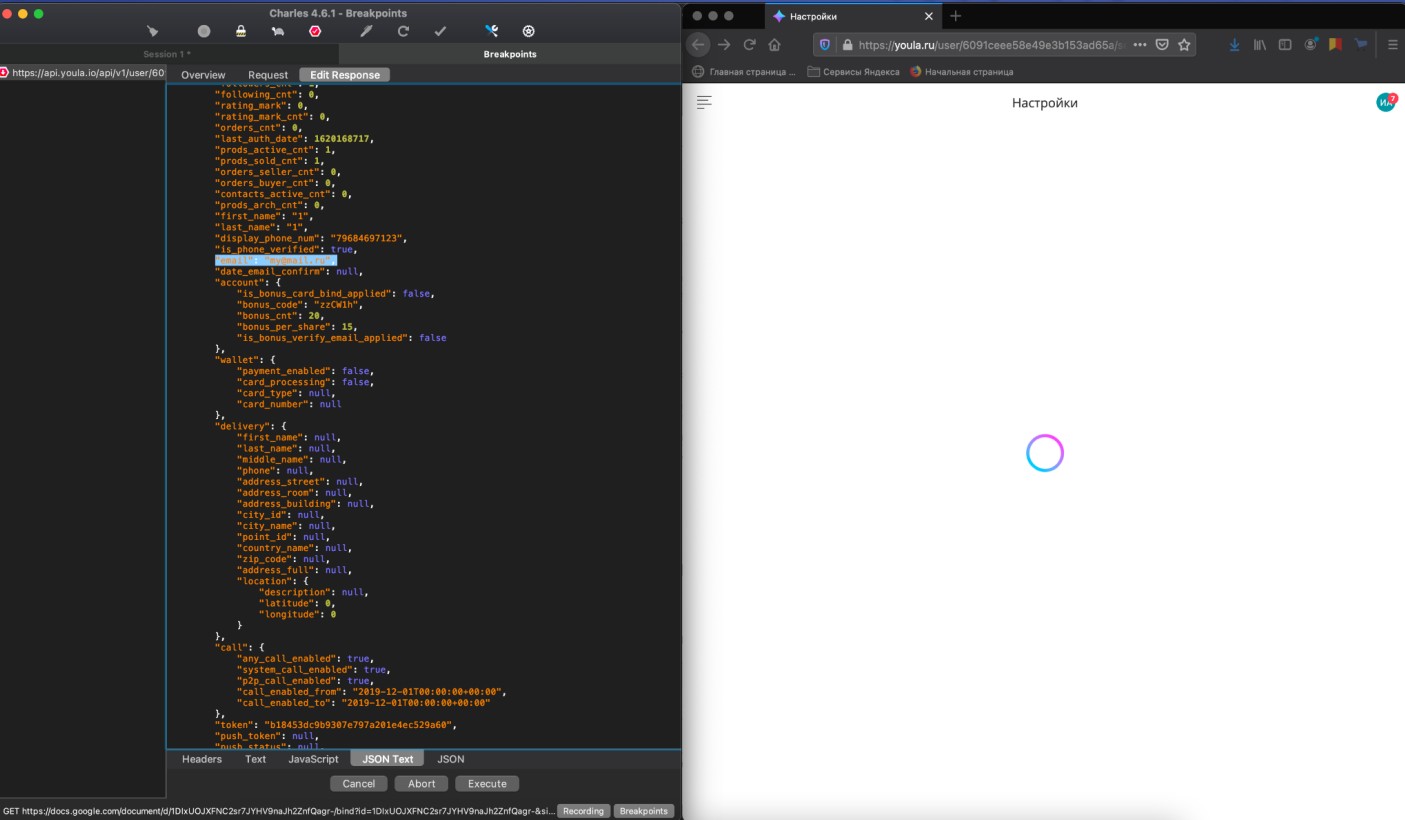 Charles 4.6.1 - Breakpoints
Session 1 *
Breakpoints
https://api.youla.io/api/v1/user/60
Overview
Request
Edit Response
"following_cnt": 0,
"rating_mark": 0,
"rating_mark_cnt": 0,
"orders_cnt": 0,
"last_auth_date": 1620168717,
"prods_active_cnt": 1,
"prods_sold_cnt": 1,
"orders_seller_cnt": 0,
"orders_buyer_cnt": 0,
"contacts_active_cnt": 0,
"prods_arch_cnt": 0,
"first_name": "1",
"last_name": "1",
"display_phone_num": "79684697123",
"is_phone_verified": true,
"email": "my@mail.ru",
"date_email_confirm": null,
"account": {
"is_bonus_card_bind_applied": false,
"bonus_code": "zzCW1h",
"bonus_cnt": 20,
"bonus_per_share": 15,
"is_bonus_verify_email_applied": false
},
"wallet": {
"payment_enabled": false,
"card_processing": false,
"card_type": null,
"card_number": null
},
"delivery": {
"first_name": null,
"last_name": null,
"middle_name": null,
"phone": null,
"address_street": null,
"address_room": null,
"address_building": null,
"city_id": null,
"city_name": null,
"point_id": null,
"country_name": null,
"zip_code": null,
"address_full": null,
"location": {
"description": null,
"latitude": 0,
"longitude": 0
}
},
"call": {
"any_call_enabled": true,
"system_call_enabled": true,
"p2p_call_enabled": true,
"call_enabled_from": "2019-12-01T00:00:00+00:00",
"call_enabled_to": "2019-12-01T00:00:00+00:00"
},
"token": "b18453dc9b9307e797a201e4ec529a60",
"push_token": null,
"push_status": null,
Headers
Text
JavaScript
JSON Text
JSON
Cancel
Abort
Execute
GET https://docs.google.com/document/d/1DIxUOJXFNC2sr7JYHV9naJh2ZnfQagr-/bind?id=1DIxUOJXFNC2sr7JYHV9naJh2ZnfQagr-&si...
Recording
Breakpoints
Настройки
https://youla.ru/user/6091ceee58e49e3b153ad65a/s
Главная страница ...
Сервисы Яндекса
Начальная страница
Настройки
7